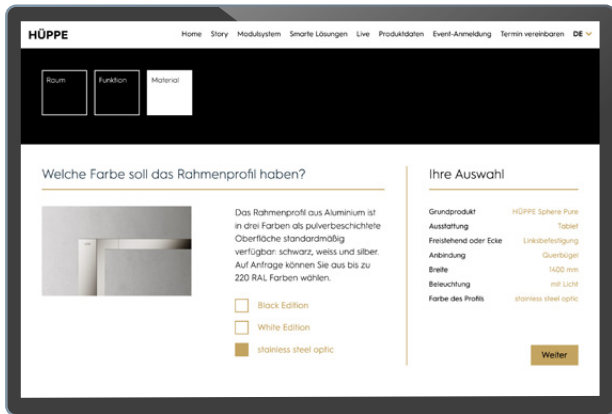 HÜPPE
Home Story Modulsystem Smarte Lösungen Live Produktdaten Event-Anmeldung Termin vereinbaren DE
Raum
Funktion
Material
Welche Farbe soll das Rahmenprofil haben?
Das Rahmenprofil aus Aluminium ist
in drei Farben als pulverbeschichtete
Oberfläche standardmäßig
verfügbar: schwarz, weiss und silber.
Auf Anfrage können Sie aus bis zu
220 RAL Farben wählen.
Black Edition
White Edition
stainless steel optic
Ihre Auswahl
Grundprodukt HÜPPE Sphere Pure
Ausstattung Tablet
Freistehend oder Ecke Linksbefestigung
Anbindung Querbügel
Breite 1400 mm
Beleuchtung mit Licht
Farbe des Profils stainless steel optic
Weiter